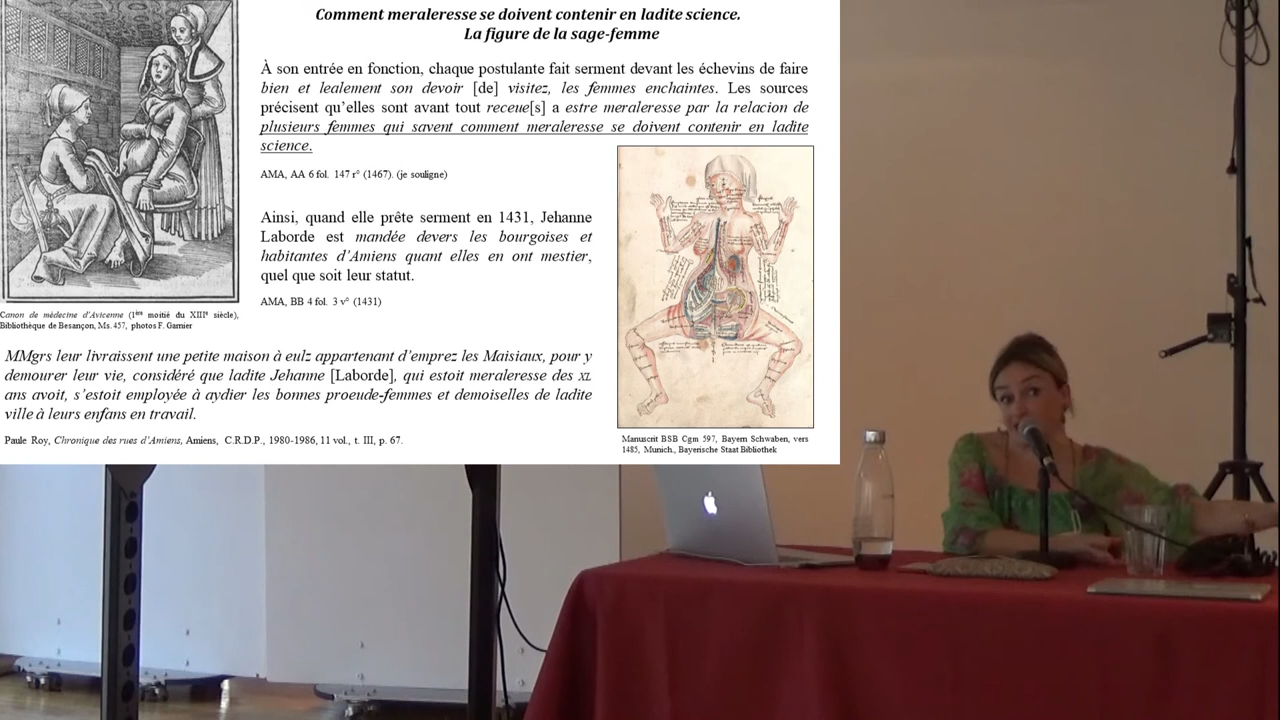 Comment meraleresse se doivent contenir en ladite science.
La figure de la sage-femme
À son entrée en fonction, chaque postulante fait serment devant les échevins de faire
bien et lealement son devoir [de] visitez, les femmes enchaintes. Les sources
précisent qu'elles sont avant tout receue[s] a estre meraleresse par la relacion de
plusieurs femmes qui savent comment meraleresse se doivent contenir en ladite
science.
AMA, AA 6 fol. 147 r° (1467). (je souligne)
Ainsi, quand elle prête serment en 1431, Jehanne
Laborde est mandée devers les bourgoises et
habitantes d'Amiens quant elles en ont mestier,
quel que soit leur statut.
AMA, BB 4 fol. 3 v° (1431)
Canon de médecine d'Avicenne (1ère moitié du XIIIe siècle),
Bibliothèque de Besançon, Ms. 457, photos F. Garnier
MMgrs leur livraissent une petite maison à eulz appartenant d'emprez les Maisiaux, pour y
demourer leur vie, considéré que ladite Jehanne [Laborde], qui estoit meraleresse des XL
ans avoit, s'estoit employée à aydier les bonnes proeude-femmes et demoiselles de ladite
ville à leurs enfans en travail.
Paule Roy, Chronique des rues d'Amiens, Amiens, C.R.D.P., 1980-1986, 11 vol., t. III, p. 67.
Manuscrit BSB Cgm 597, Bayern Schwaben, vers
1485, Munich., Bayerische Staat Bibliothek